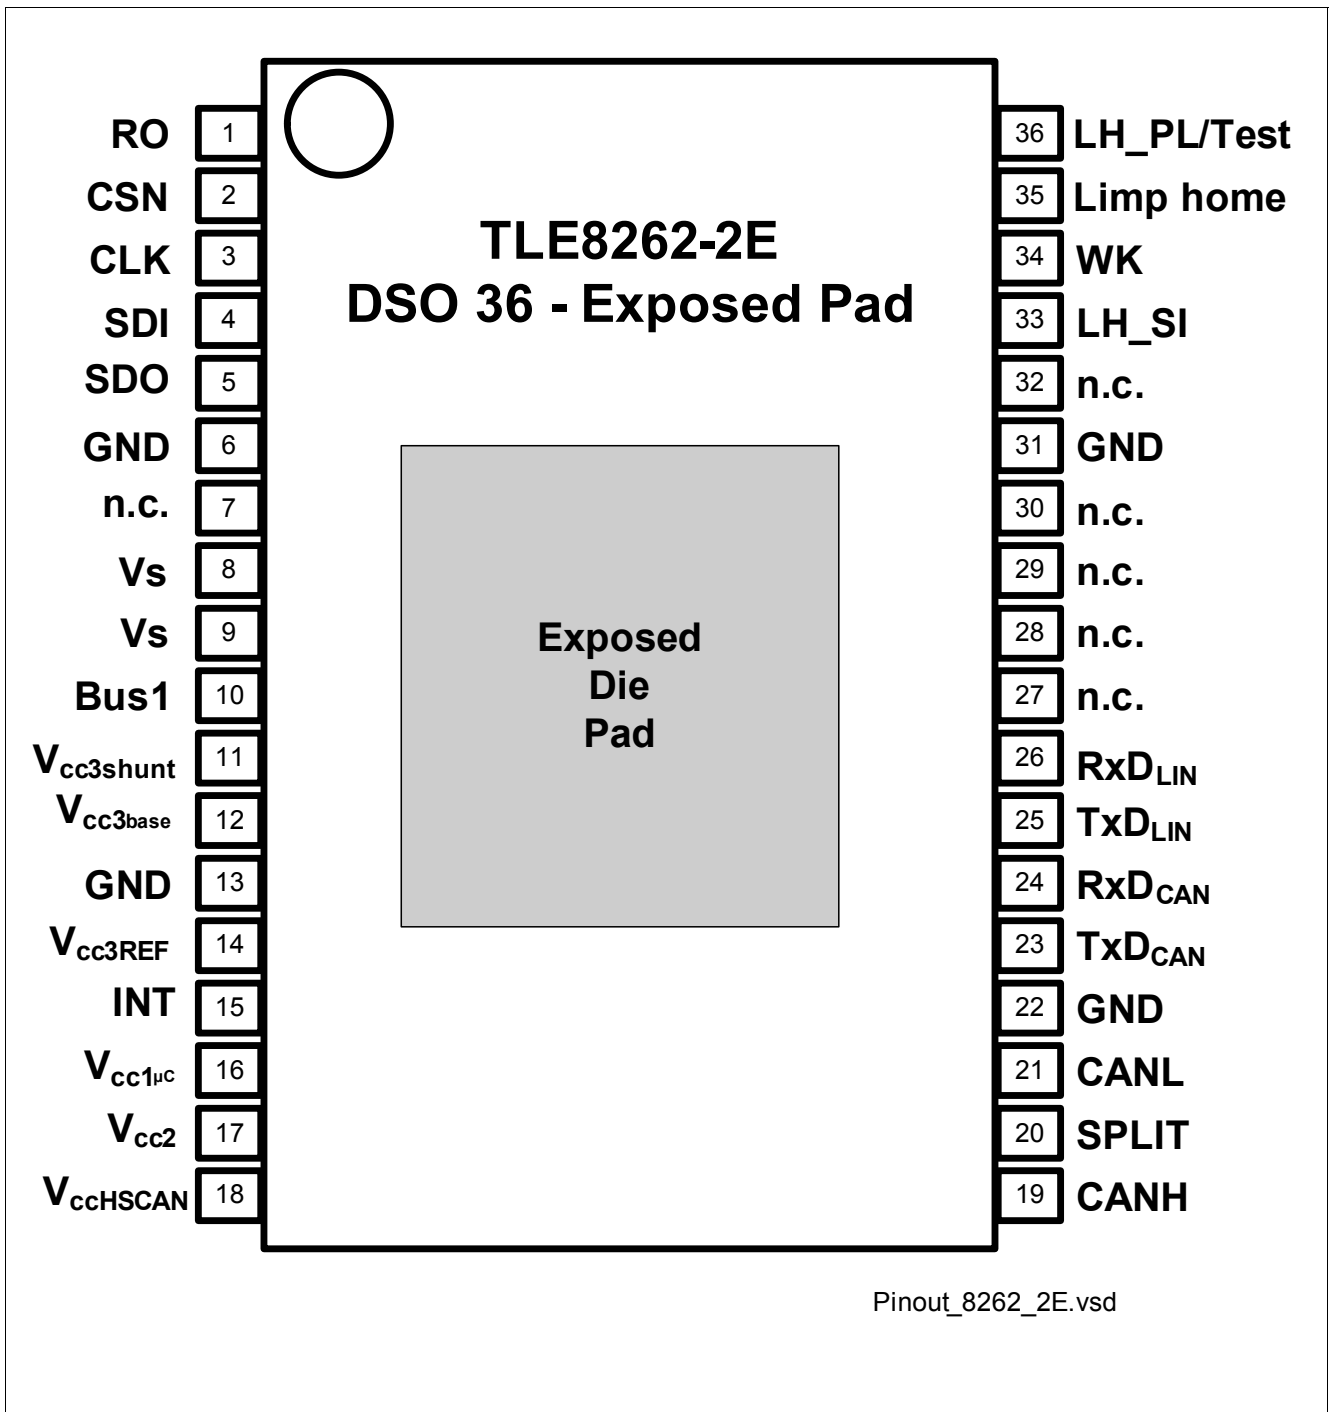 RO 1
CSN 2
CLK 3
SDI 4
SDO 5
GND 6
n.c. 7
Vs 8
Vs 9
Bus1 10
Vcc3shunt 11
Vcc3base 12
GND 13
Vcc3REF 14
INT 15
Vcc1µC 16
Vcc2 17
VccHSCAN 18
TLE8262-2E
DSO 36 - Exposed Pad
Exposed
Die
Pad
36 LH_PL/Test
35 Limp home
34 WK
33 LH_SI
32 n.c.
31 GND
30 n.c.
29 n.c.
28 n.c.
27 n.c.
26 RxDLIN
25 TxDLIN
24 RxDCAN
23 TxDCAN
22 GND
21 CANL
20 SPLIT
19 CANH
Pinout_8262_2E.vsd